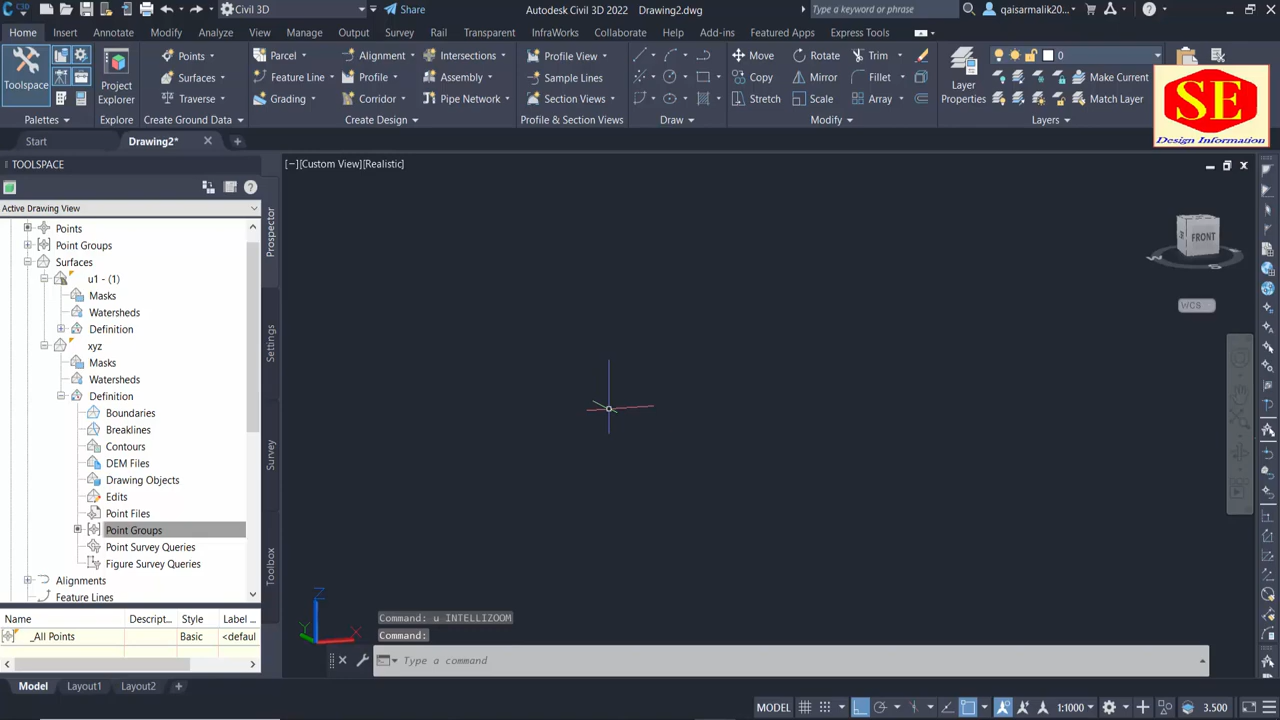 Civil 3D
Share
Autodesk Civil 3D 2022 Drawing2.dwg
Type a keyword or phrase
qaisarmalik20...
Home Insert Annotate Modify Analyze View Manage Output Survey Rail Transparent InfraWorks Collaborate Help Add-ins Featured Apps Express Tools
Toolspace
Project Explorer
Points
Surfaces
Traverse
Parcel
Feature Line
Grading
Alignment
Profile
Corridor
Intersections
Assembly
Pipe Network
Profile View
Sample Lines
Section Views
Move
Copy
Stretch
Rotate
Mirror
Scale
Trim
Fillet
Array
Layer Properties
0
Make Current
Match Layer
Palettes
Explore
Create Ground Data
Create Design
Profile & Section Views
Draw
Modify
Layers
SE
Design Information
Start
Drawing2*
TOOLSPACE
Active Drawing View
Points
Point Groups
Surfaces
u1 - (1)
Masks
Watersheds
Definition
xyz
Masks
Watersheds
Definition
Boundaries
Breaklines
Contours
DEM Files
Drawing Objects
Edits
Point Files
Point Groups
Point Survey Queries
Figure Survey Queries
Alignments
Feature Lines
Prospector
Settings
Survey
Toolbox
Name Descript... Style Label ...
_All Points Basic <defaul
[−][Custom View][Realistic]
FRONT
WCS
Z
Y
X
Command: u INTELLIZOOM
Command:
Type a command
Model Layout1 Layout2
MODEL
1:1000
3.500